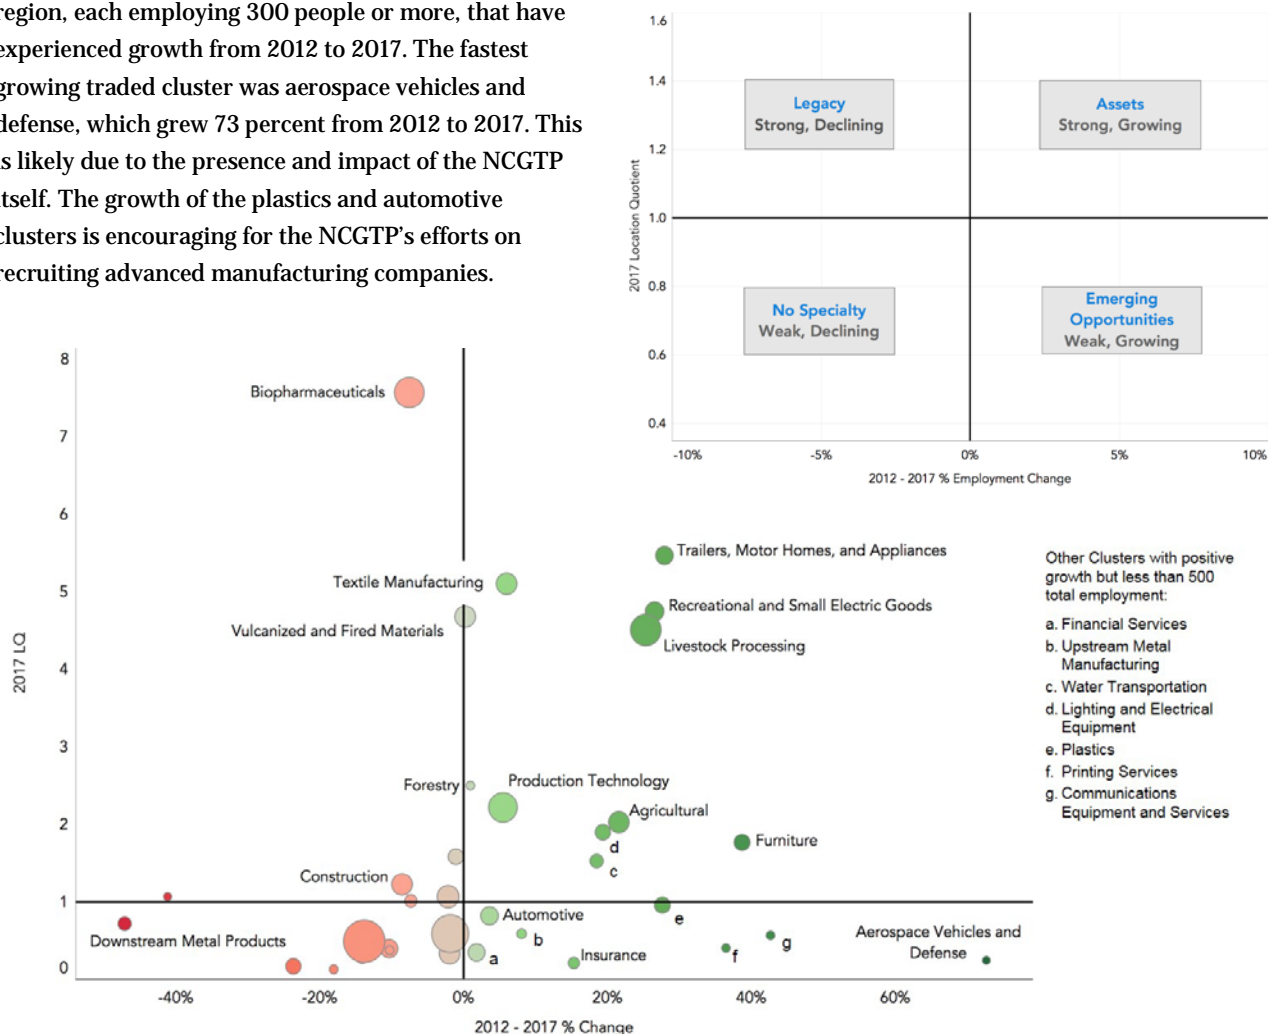 region, each employing 300 people or more, that have
experienced growth from 2012 to 2017. The fastest
growing traded cluster was aerospace vehicles and
defense, which grew 73 percent from 2012 to 2017. This
is likely due to the presence and impact of the NCGTP
itself. The growth of the plastics and automotive
clusters is encouraging for the NCGTP's efforts on
recruiting advanced manufacturing companies.
1.6
1.4
1.2
1.0
0.8
0.6
0.4
2017 Location Quotient
Legacy
Strong, Declining
Assets
Strong, Growing
No Specialty
Weak, Declining
Emerging
Opportunities
Weak, Growing
-10%
-5%
0%
5%
10%
2012 - 2017 % Employment Change
8
7
6
5
4
3
2
1
0
2017 LQ
Biopharmaceuticals
Trailers, Motor Homes, and Appliances
Textile Manufacturing
Recreational and Small Electric Goods
Vulcanized and Fired Materials
Livestock Processing
Forestry
Production Technology
Agricultural
d
Furniture
c
Construction
Automotive
e
Downstream Metal Products
b
a
Insurance
f
g
Aerospace Vehicles and
Defense
-40%
-20%
0%
20%
40%
60%
2012 - 2017 % Change
Other Clusters with positive
growth but less than 500
total employment:
a. Financial Services
b. Upstream Metal
Manufacturing
c. Water Transportation
d. Lighting and Electrical
Equipment
e. Plastics
f. Printing Services
g. Communications
Equipment and Services